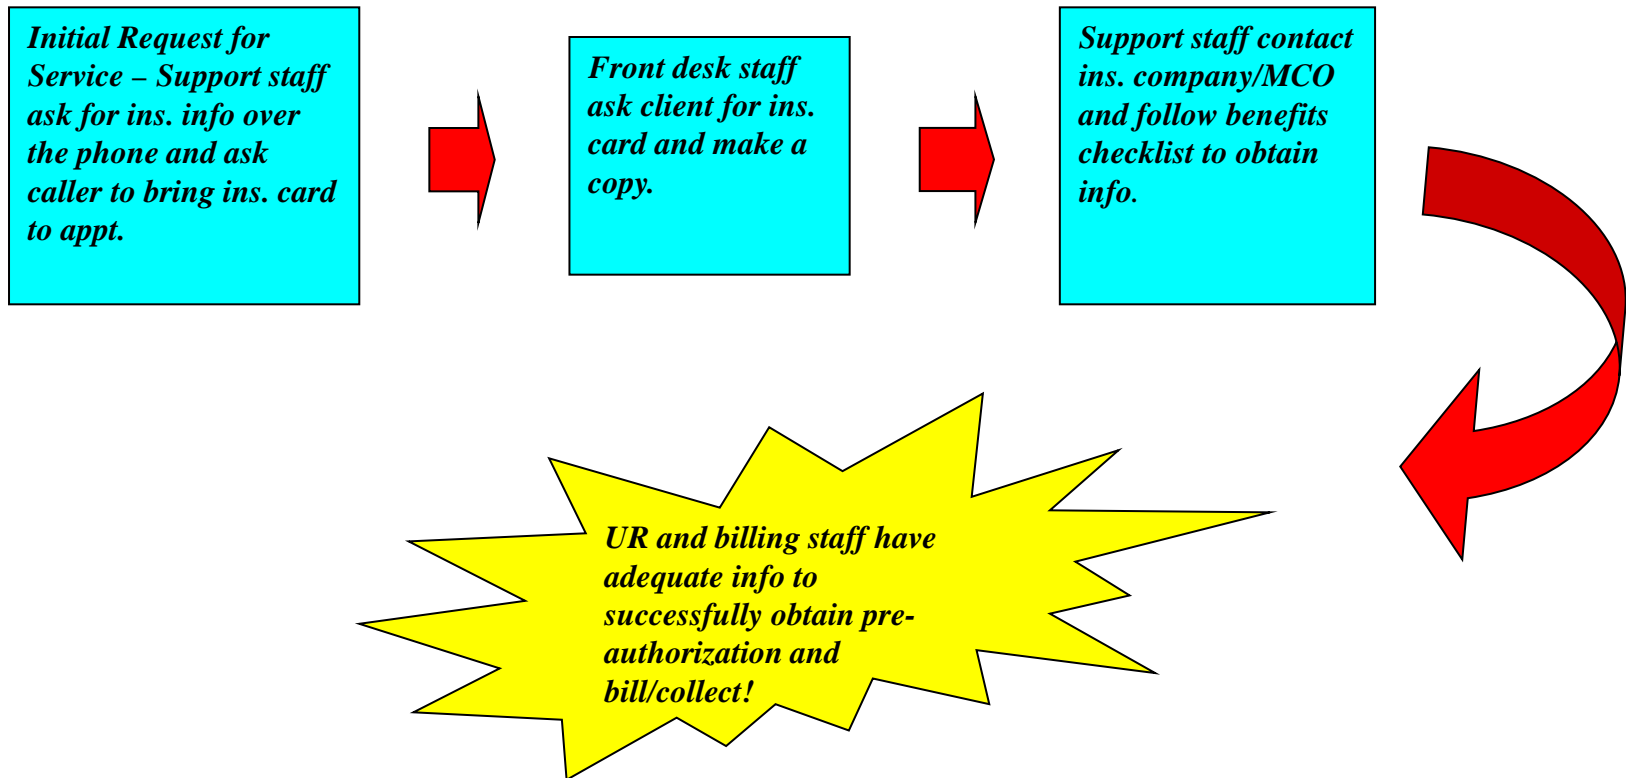 Initial Request for
Service – Support staff
ask for ins. info over
the phone and ask
caller to bring ins. card
to appt.
Front desk staff
ask client for ins.
card and make a
copy.
Support staff contact
ins. company/MCO
and follow benefits
checklist to obtain
info.
UR and billing staff have
adequate info to
successfully obtain pre-
authorization and
bill/collect!